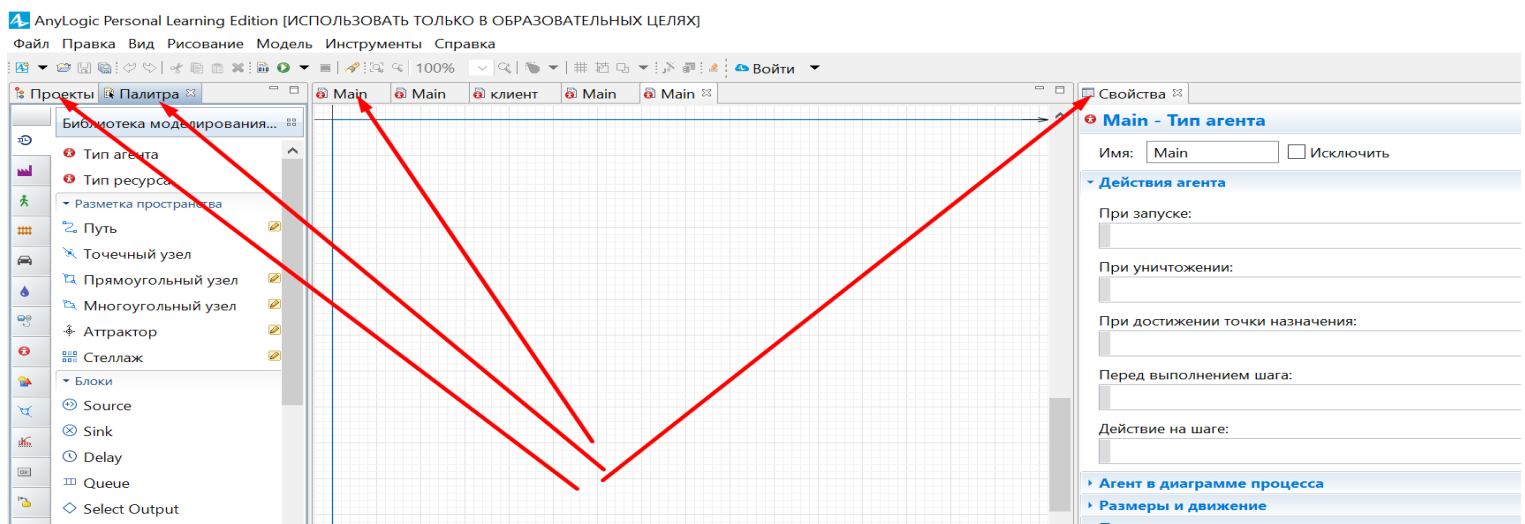 AnyLogic Personal Learning Edition [ИСПОЛЬЗОВАТЬ ТОЛЬКО В ОБРАЗОВАТЕЛЬНЫХ ЦЕЛЯХ]
Файл Правка Вид Рисование Модель Инструменты Справка
100% Войти
Проекты Палитра Main Main клиент Main Main Свойства
Библиотека моделирования...
Тип агента
Тип ресурса
Разметка пространства
Путь
Точечный узел
Прямоугольный узел
Многоугольный узел
Аттрактор
Стеллаж
Блоки
Source
Sink
Delay
Queue
Select Output
Main - Тип агента
Имя: Main Исключить
Действия агента
При запуске:
При уничтожении:
При достижении точки назначения:
Перед выполнением шага:
Действие на шаге:
Агент в диаграмме процесса
Размеры и движение